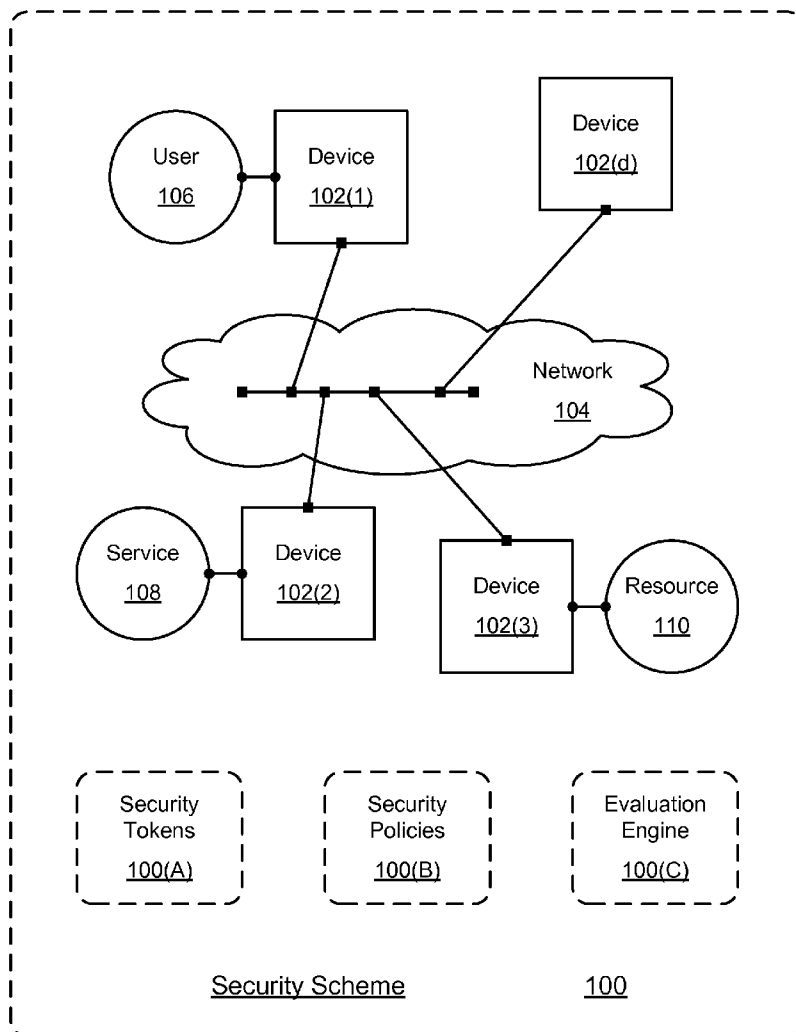 User
106
Device
102(1)
Device
102(d)
Network
104
Service
108
Device
102(2)
Device
102(3)
Resource
110
Security
Tokens
100(A)
Security
Policies
100(B)
Evaluation
Engine
100(C)
Security Scheme 100